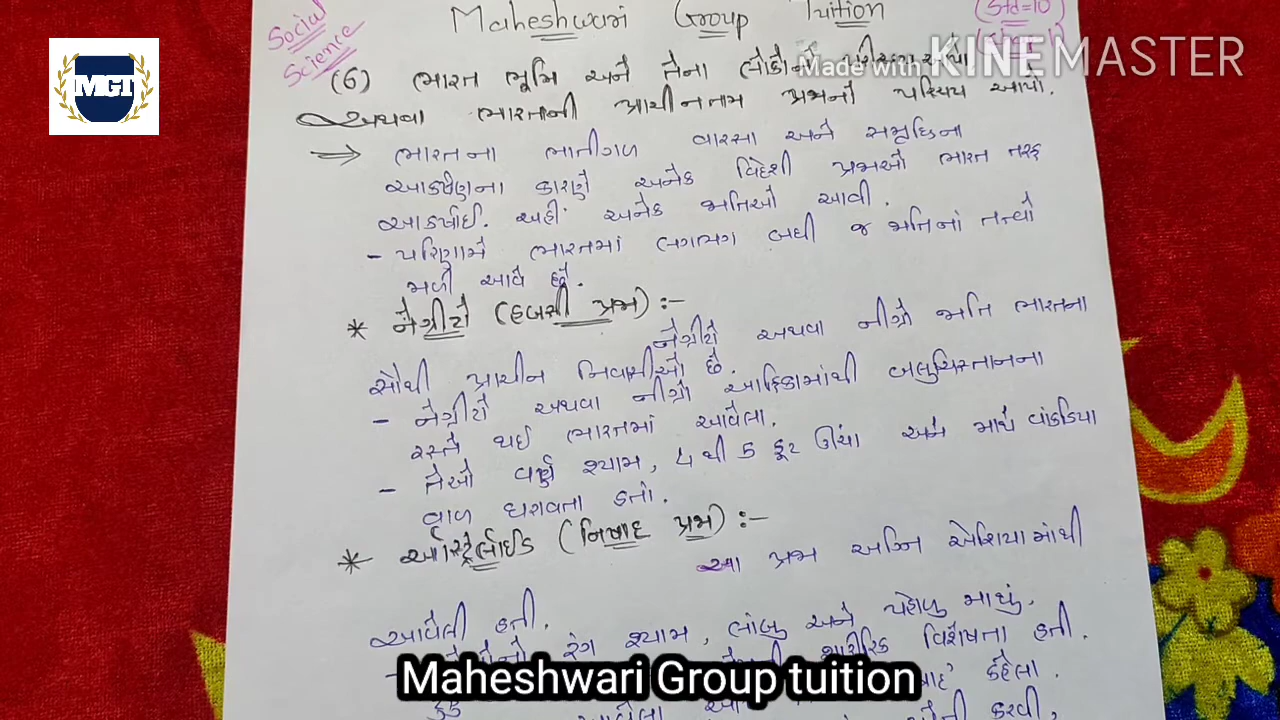 Social
Science
Maheshwari Group Tuition
(Std=10)
MGI
Made with KINEMASTER
(6) ભારત ભૂમિ અને તેના લોકોનો
અથવા ભારતની પ્રાચીનતમ પ્રજાનો પરિચય આપો.
→ ભારતના ભાતીગળ વારસા અને સમૃદ્ધિના
આકર્ષણના કારણે અનેક વિદેશી પ્રજાઓ ભારત તરફ
આકર્ષાઈ. અહીં અનેક જાતિઓ આવી.
- પરિણામે ભારતમાં લગભગ બધી જ જાતિનાં તત્ત્વો
મળી આવે છે.
* નેગ્રીટો (હબસી પ્રજા) :-
નેગ્રીટો અથવા નીગ્રો જાતિ ભારતના
સૌથી પ્રાચીન નિવાસીઓ છે.
- નેગ્રીટો અથવા નીગ્રો આફ્રિકામાંથી બલુચિસ્તાનના
રસ્તે થઈ ભારતમાં આવેલા.
- તેઓ વર્ણે શ્યામ, 4 થી 5 ફૂટ ઊંચા અને માથે વાંકડિયા
વાળ ધરાવતા હતાં.
* ઑસ્ટ્રેલૉઈડ (નિષાદ પ્રજા) :-
આ પ્રજા અગ્નિ એશિયામાંથી
આવેલી હતી.
રંગ શ્યામ, લાંબુ અને પહોળુ માથું,
શારીરિક વિશેષતા હતી.
કહેલા.
કરવી,
Maheshwari Group tuition